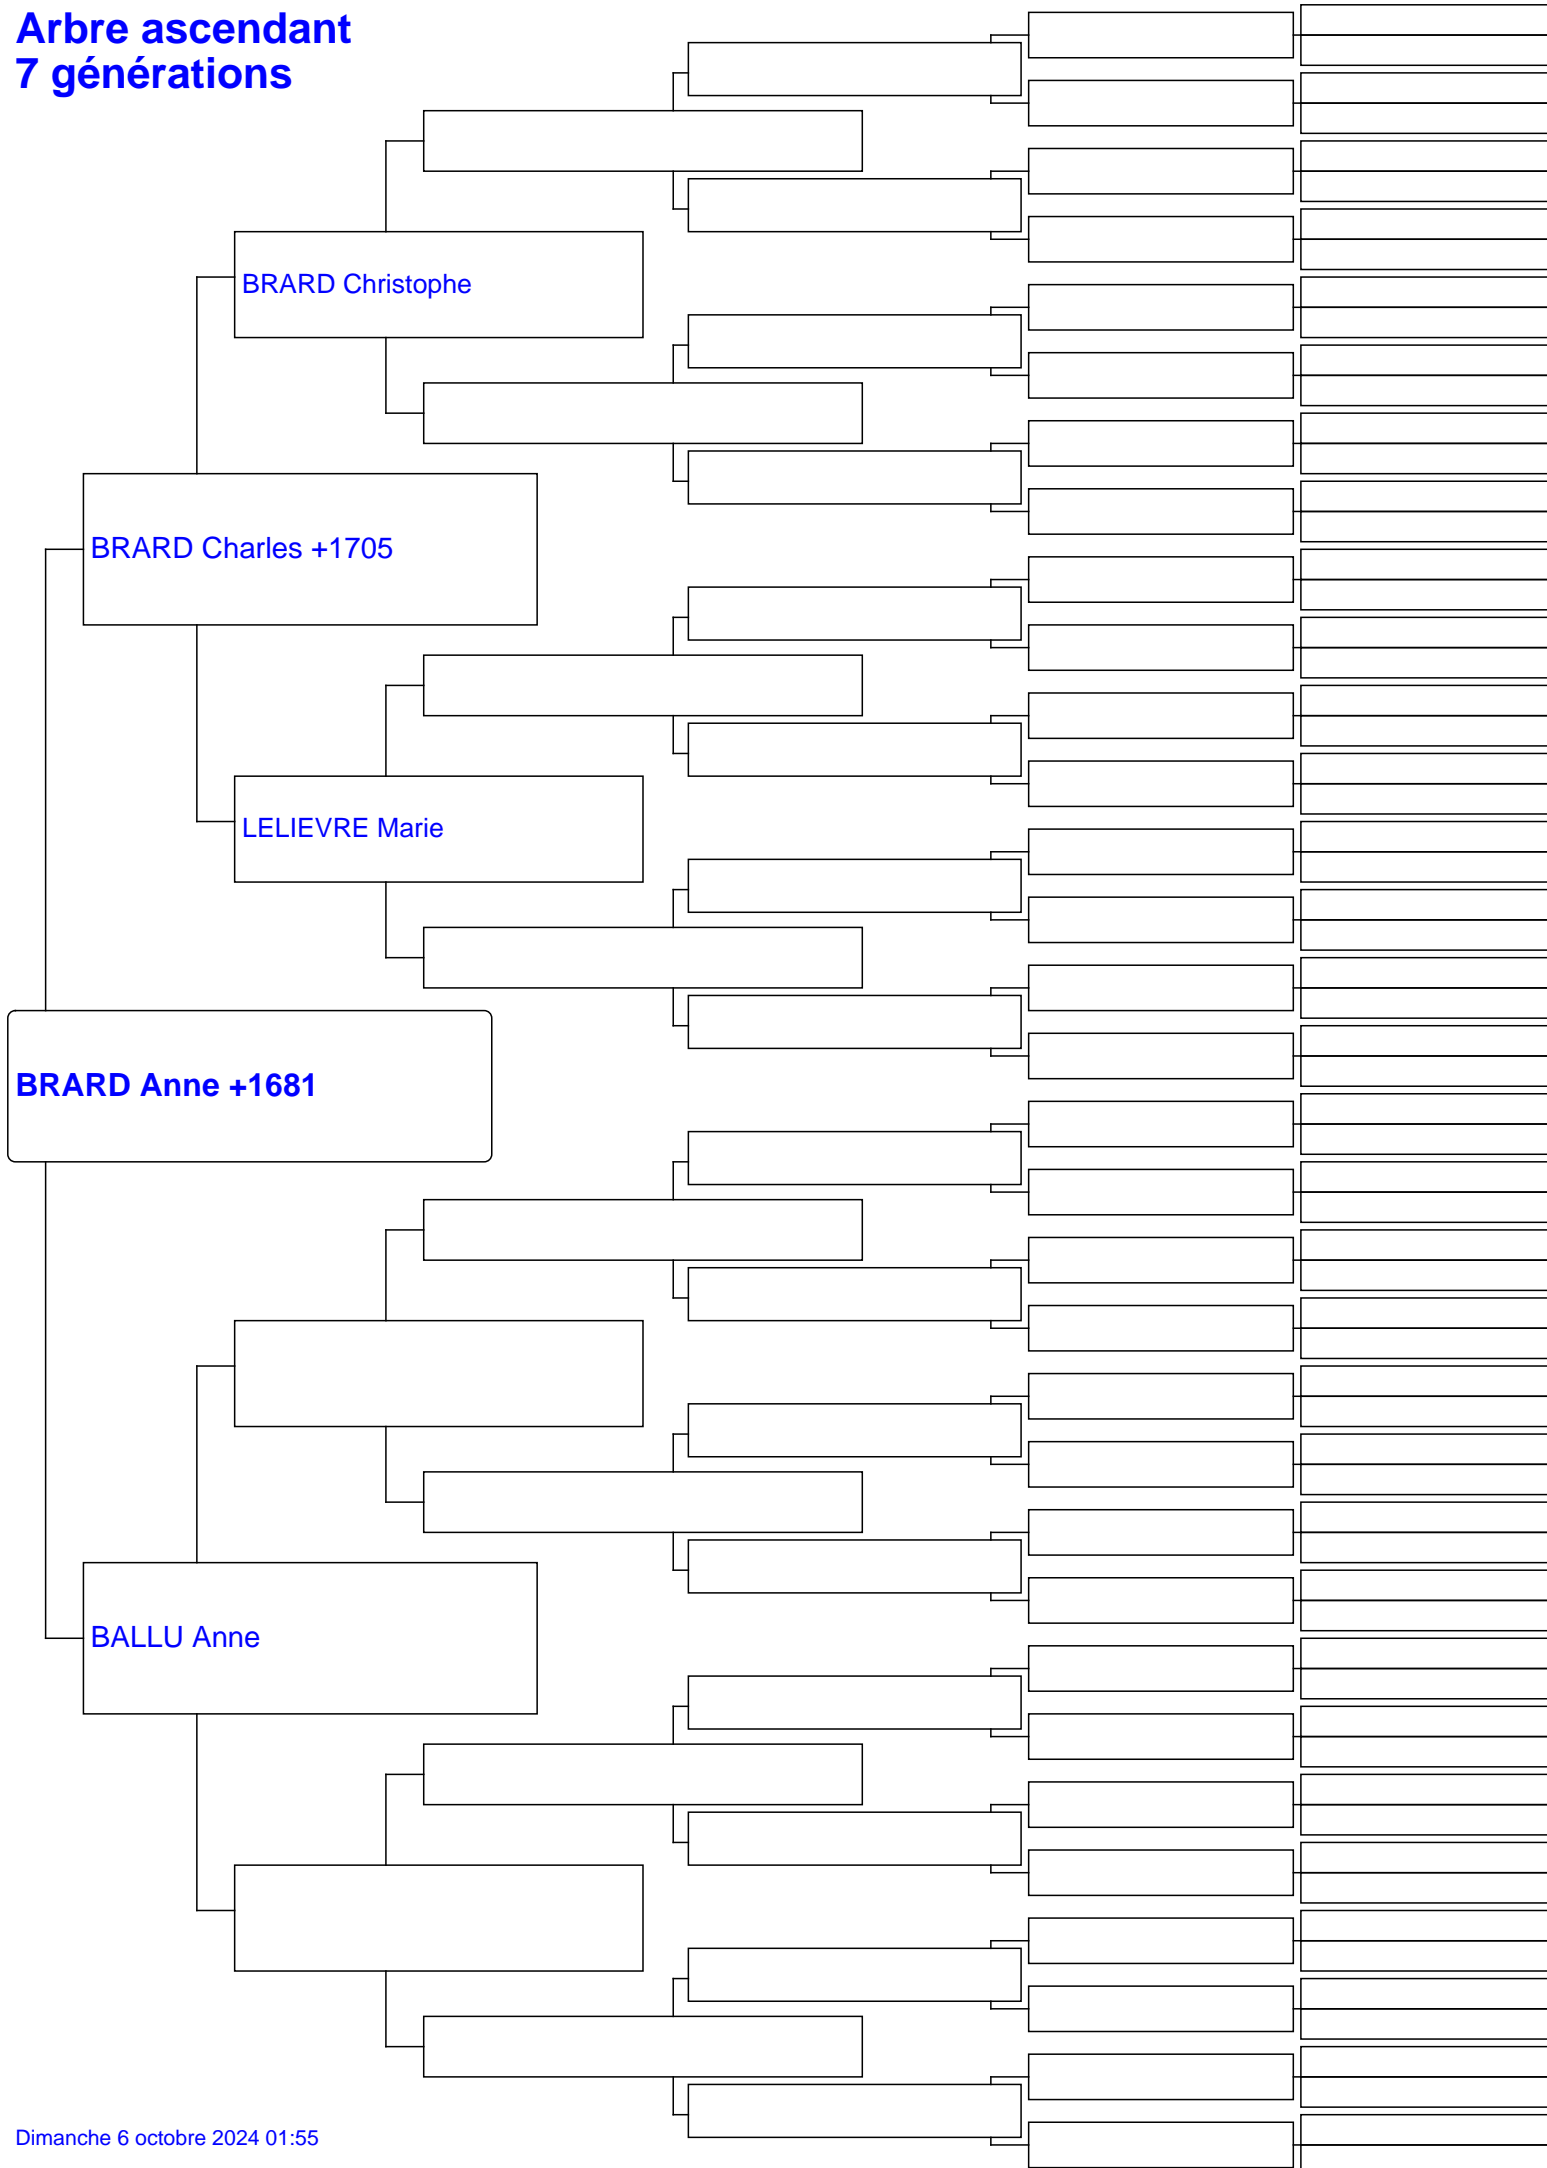 Arbre ascendant
7 générations
BRARD Christophe
BRARD Charles +1705
LELIEVRE Marie
BRARD Anne +1681
BALLU Anne
Dimanche 6 octobre 2024 01:55